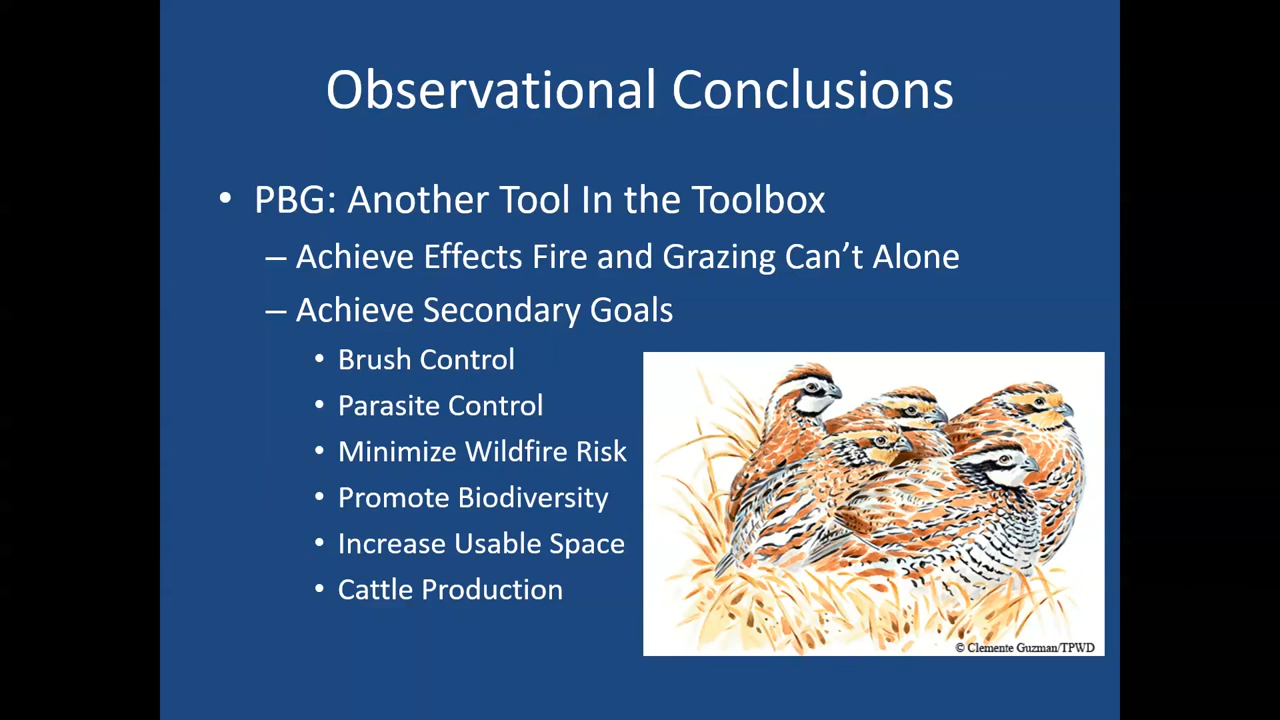 Observational Conclusions
• PBG: Another Tool In the Toolbox
– Achieve Effects Fire and Grazing Can’t Alone
– Achieve Secondary Goals
• Brush Control
• Parasite Control
• Minimize Wildfire Risk
• Promote Biodiversity
• Increase Usable Space
• Cattle Production
© Clemente Guzman/TPWD